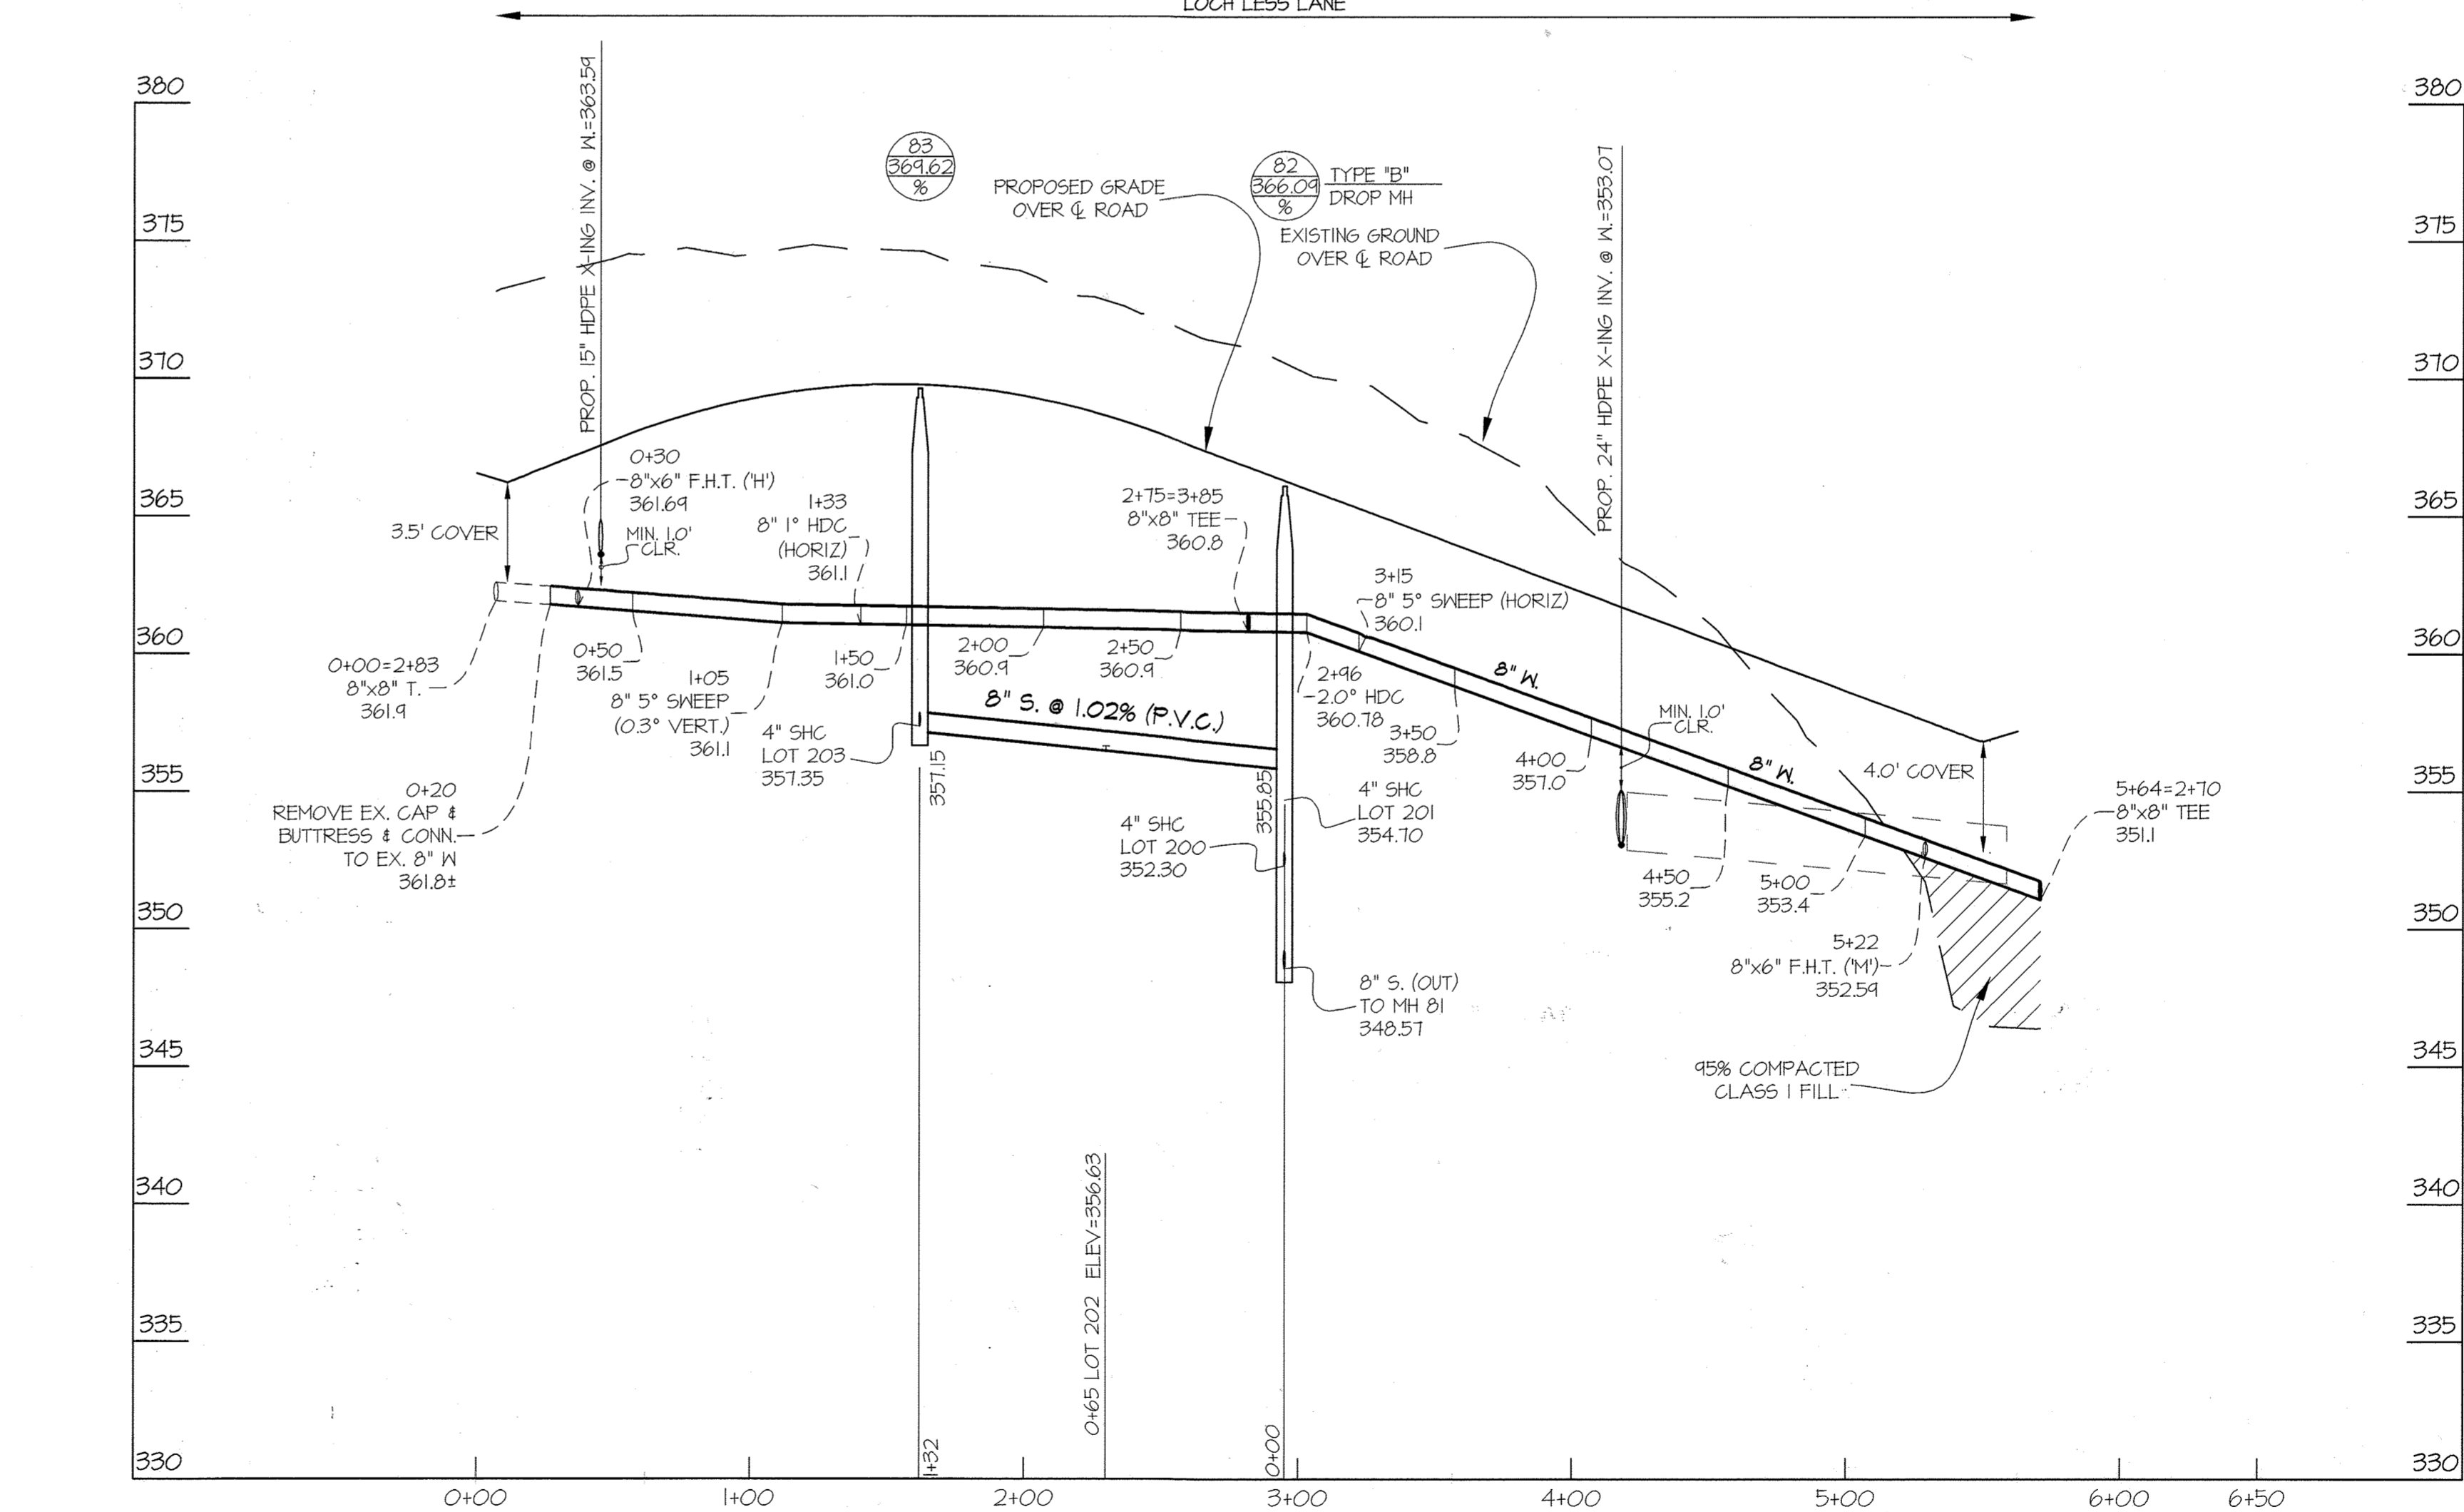 LOCH LESS LANE
380
375
370
365
360
355
350
345
340
335
330
380
375
370
365
360
355
350
345
340
335
330
PROP. 15" HDPE X-ING INV. @ W.=363.59
83
369.62
%
PROPOSED GRADE
OVER ℄ ROAD
82
366.09
%
TYPE "B"
DROP MH
EXISTING GROUND
OVER ℄ ROAD
PROP. 24" HDPE X-ING INV. @ W.=353.07
3.5' COVER
0+30
8"x6" F.H.T. ('H')
361.69
MIN. 1.0'
CLR.
1+33
8" 1° HDC
(HORIZ)
361.1
2+75=3+85
8"x8" TEE
360.8
3+15
8" 5° SWEEP (HORIZ)
360.1
0+00=2+83
8"x8" T.
361.9
0+50
361.5
1+05
8" 5° SWEEP
(0.3° VERT.)
361.1
1+50
361.0
2+00
360.9
2+50
360.9
2+96
2.0° HDC
360.78
8" W.
3+50
358.8
8" S. @ 1.02% (P.V.C.)
4" SHC
LOT 203
357.35
357.15
355.85
4+00
357.0
MIN. 1.0'
CLR.
8" W.
4.0' COVER
5+64=2+70
8"x8" TEE
351.1
0+20
REMOVE EX. CAP &
BUTTRESS & CONN.
TO EX. 8" W
361.8±
4" SHC
LOT 200
352.30
4" SHC
LOT 201
354.70
4+50
355.2
5+00
353.4
5+22
8"x6" F.H.T. ('M')
352.59
8" S. (OUT)
TO MH 81
348.57
95% COMPACTED
CLASS 1 FILL
0+65 LOT 202 ELEV=356.63
1+32
0+00
0+00
1+00
2+00
3+00
4+00
5+00
6+00
6+50